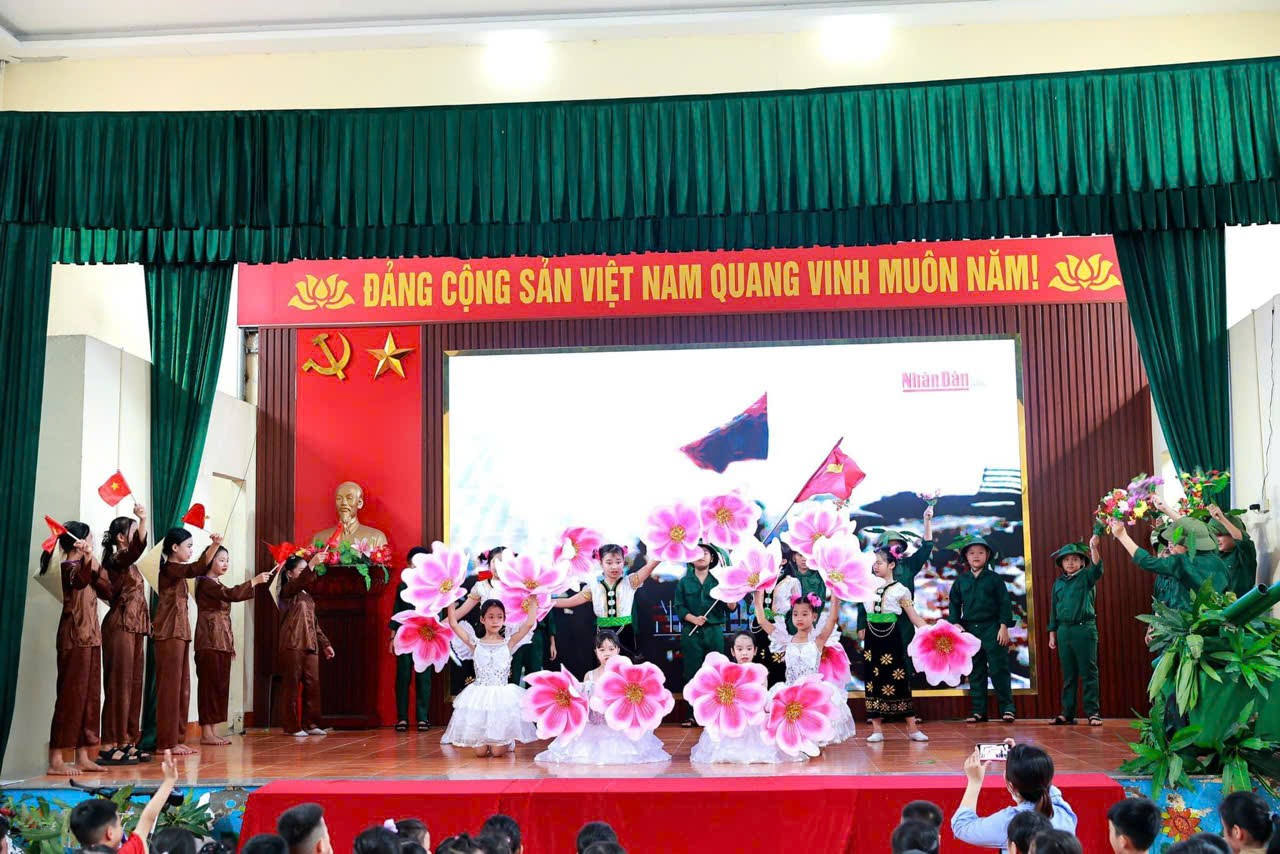 ĐẢNG CỘNG SẢN VIỆT NAM QUANG VINH MUÔN NĂM!
Nhân Dân